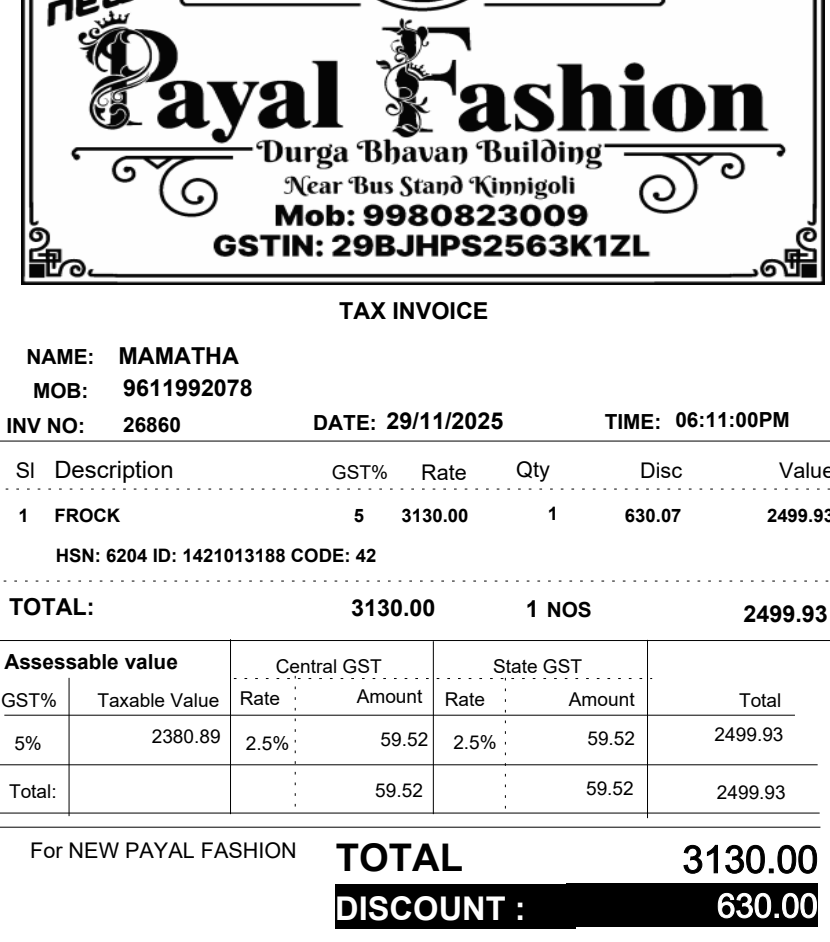 new
Payal Fashion
Durga Bhavan Building
Near Bus Stand Kinnigoli
Mob: 9980823009
GSTIN: 29BJHPS2563K1ZL
TAX INVOICE
NAME: MAMATHA
MOB: 9611992078
INV NO: 26860 DATE: 29/11/2025 TIME: 06:11:00PM
Sl Description GST% Rate Qty Disc Value
1 FROCK 5 3130.00 1 630.07 2499.93
HSN: 6204 ID: 1421013188 CODE: 42
TOTAL: 3130.00 1 NOS 2499.93
Assessable value Central GST State GST
GST% Taxable Value Rate Amount Rate Amount Total
5% 2380.89 2.5% 59.52 2.5% 59.52 2499.93
Total: 59.52 59.52 2499.93
For NEW PAYAL FASHION TOTAL 3130.00
DISCOUNT : 630.00